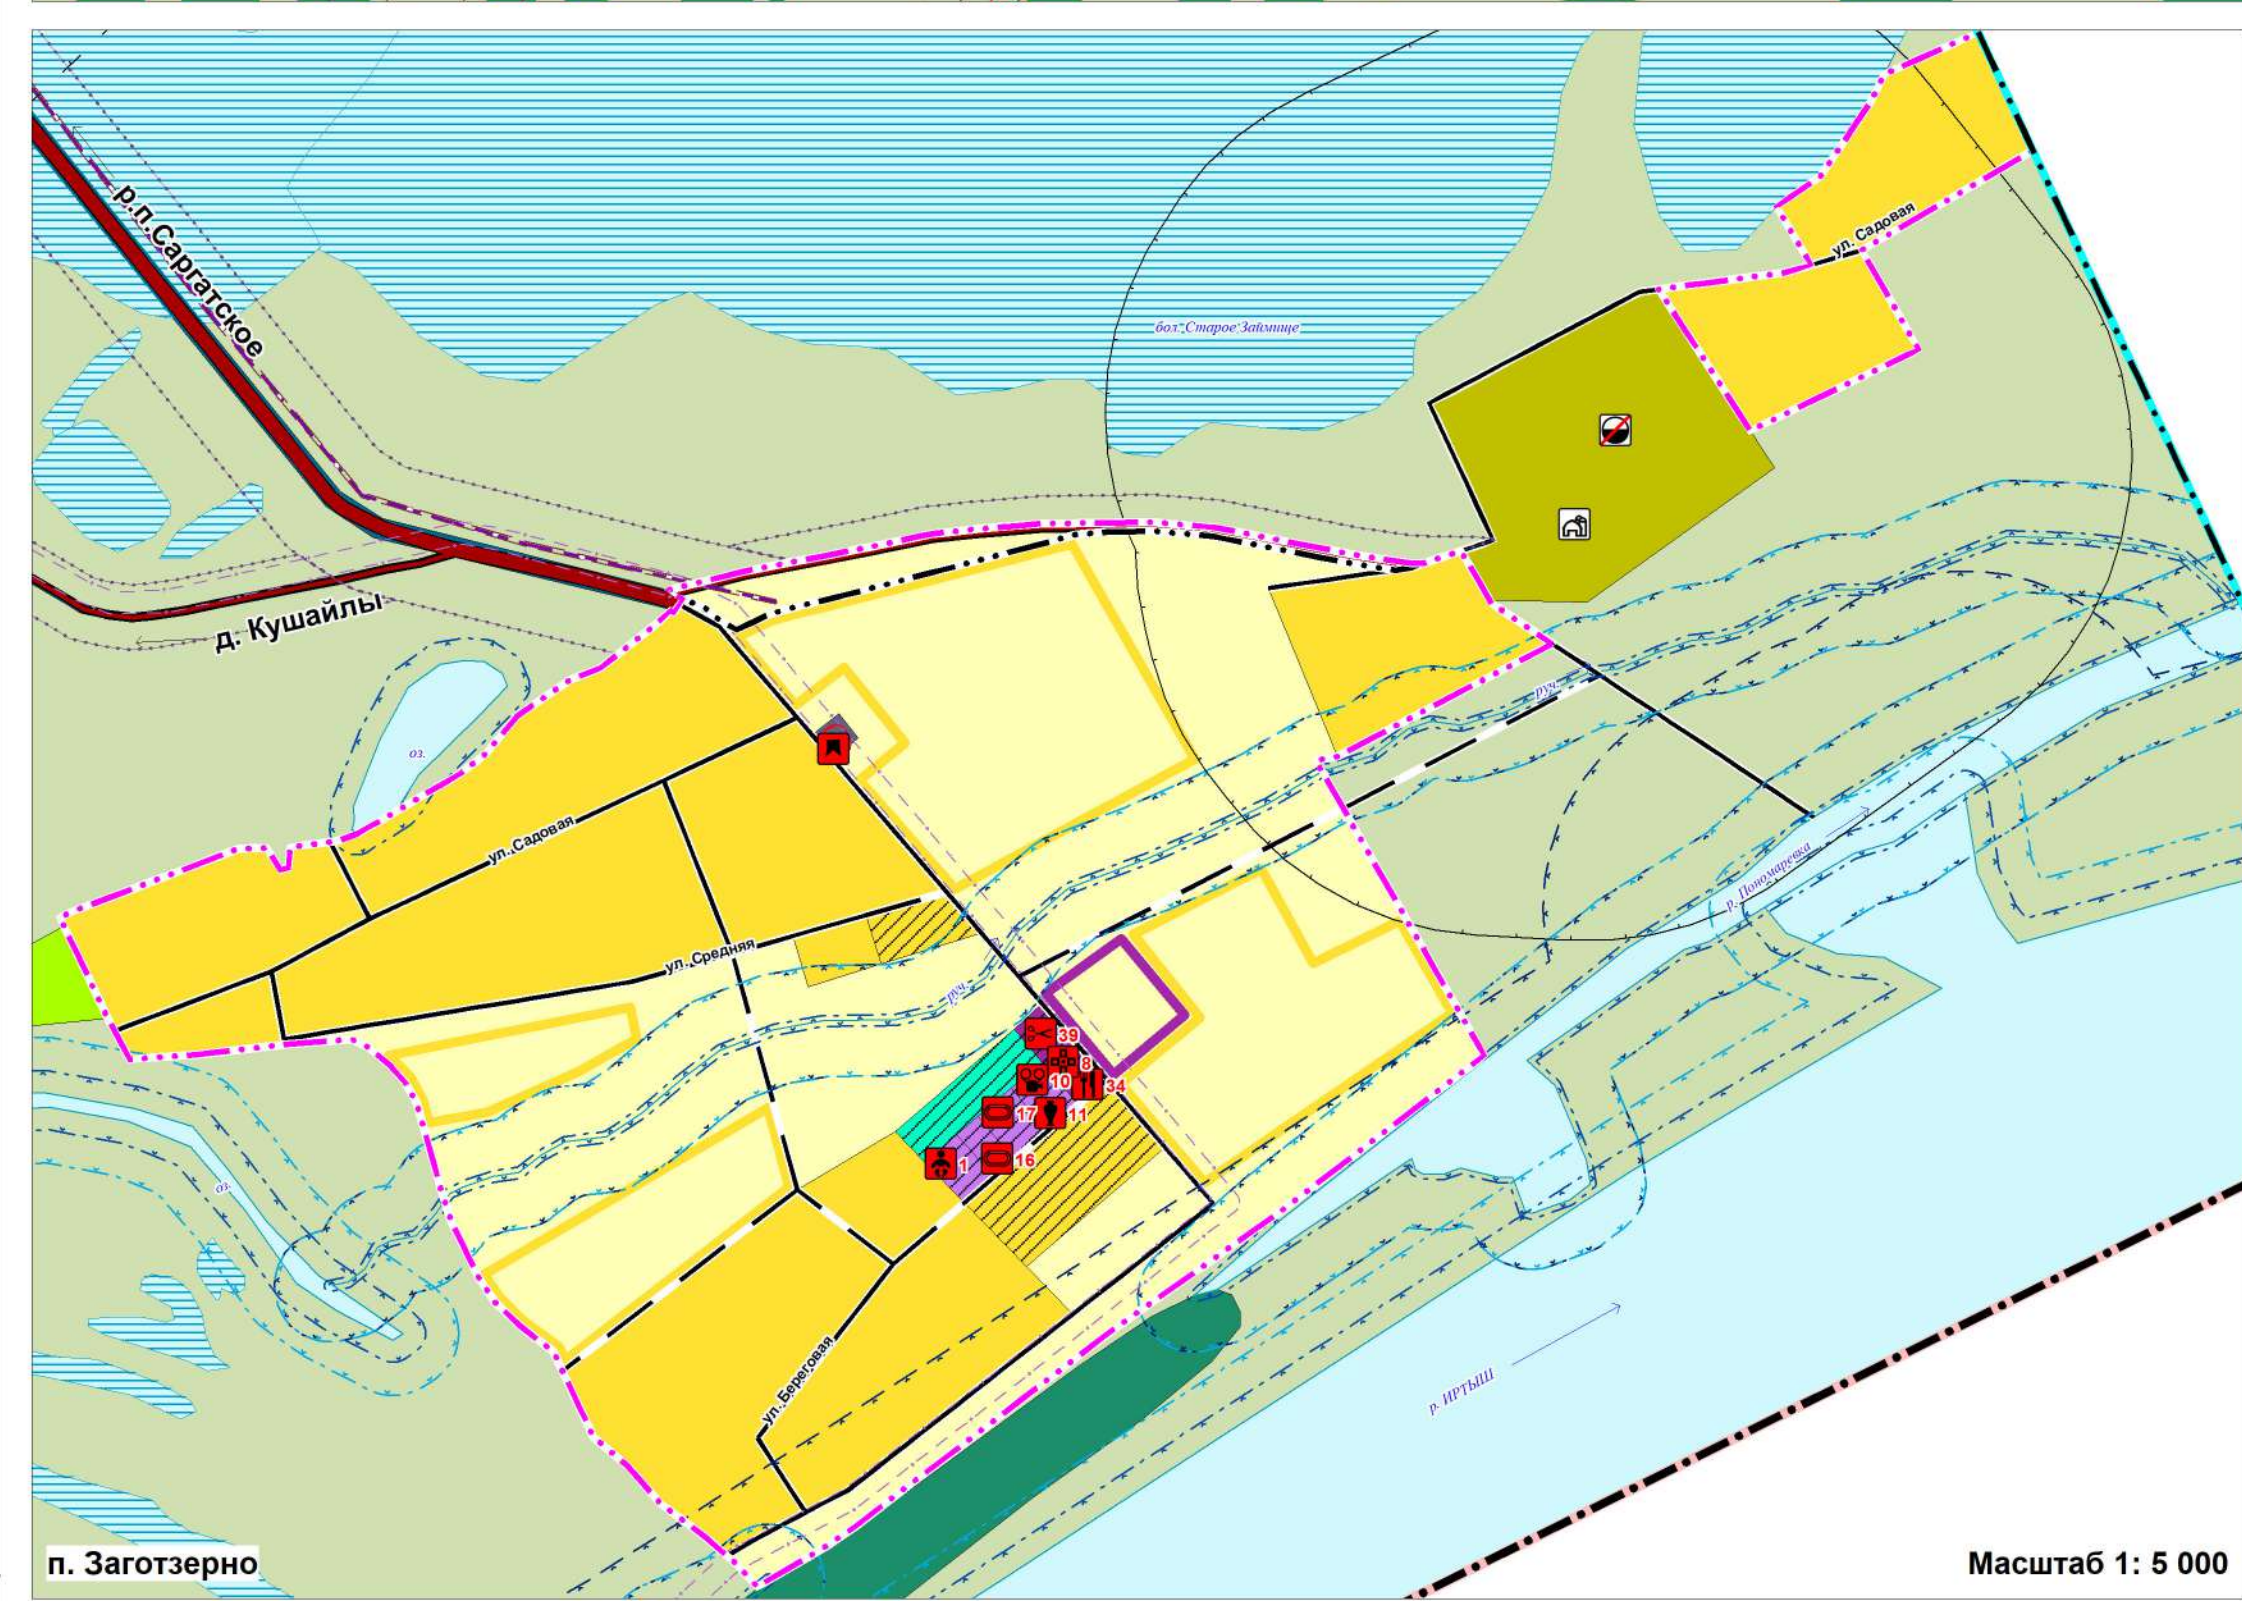 р.п.Саргатское
ул. Садовая
бол. Старое Займище
д. Кушайлы
оз.
руч.
ул. Садовая
р. Пономаревка
ул. Средняя
руч.
39
8
10
34
17
11
1
16
оз.
ул. Береговая
р. ИРТЫШ
п. Заготзерно
Масштаб 1: 5 000